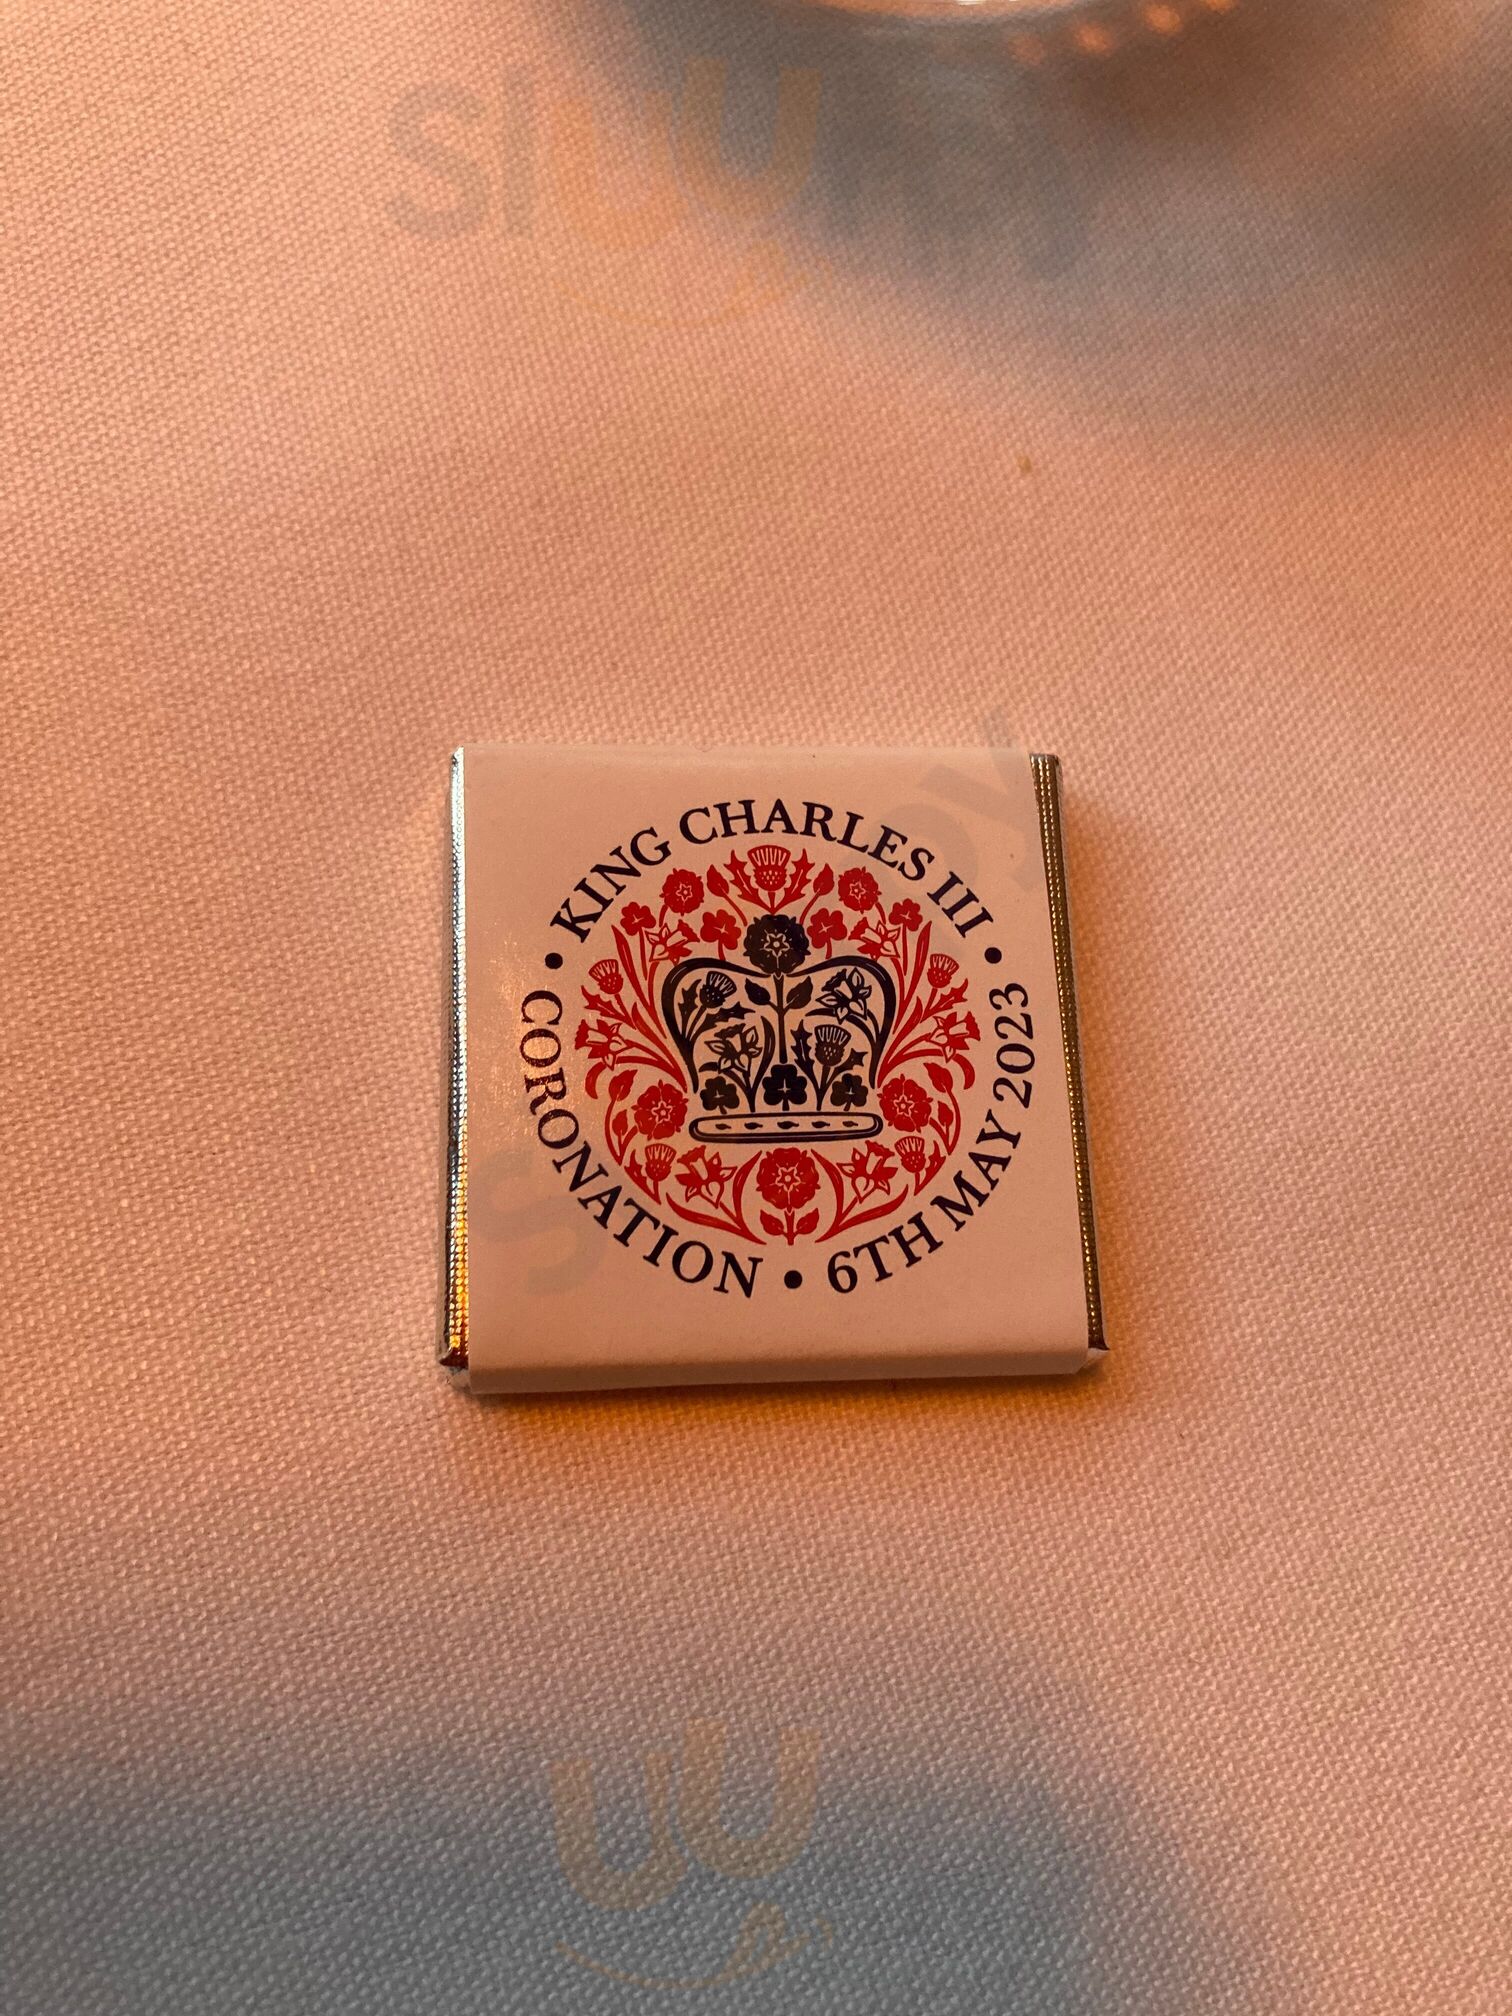 KING CHARLES III
• CORONATION • 6TH MAY 2023 •